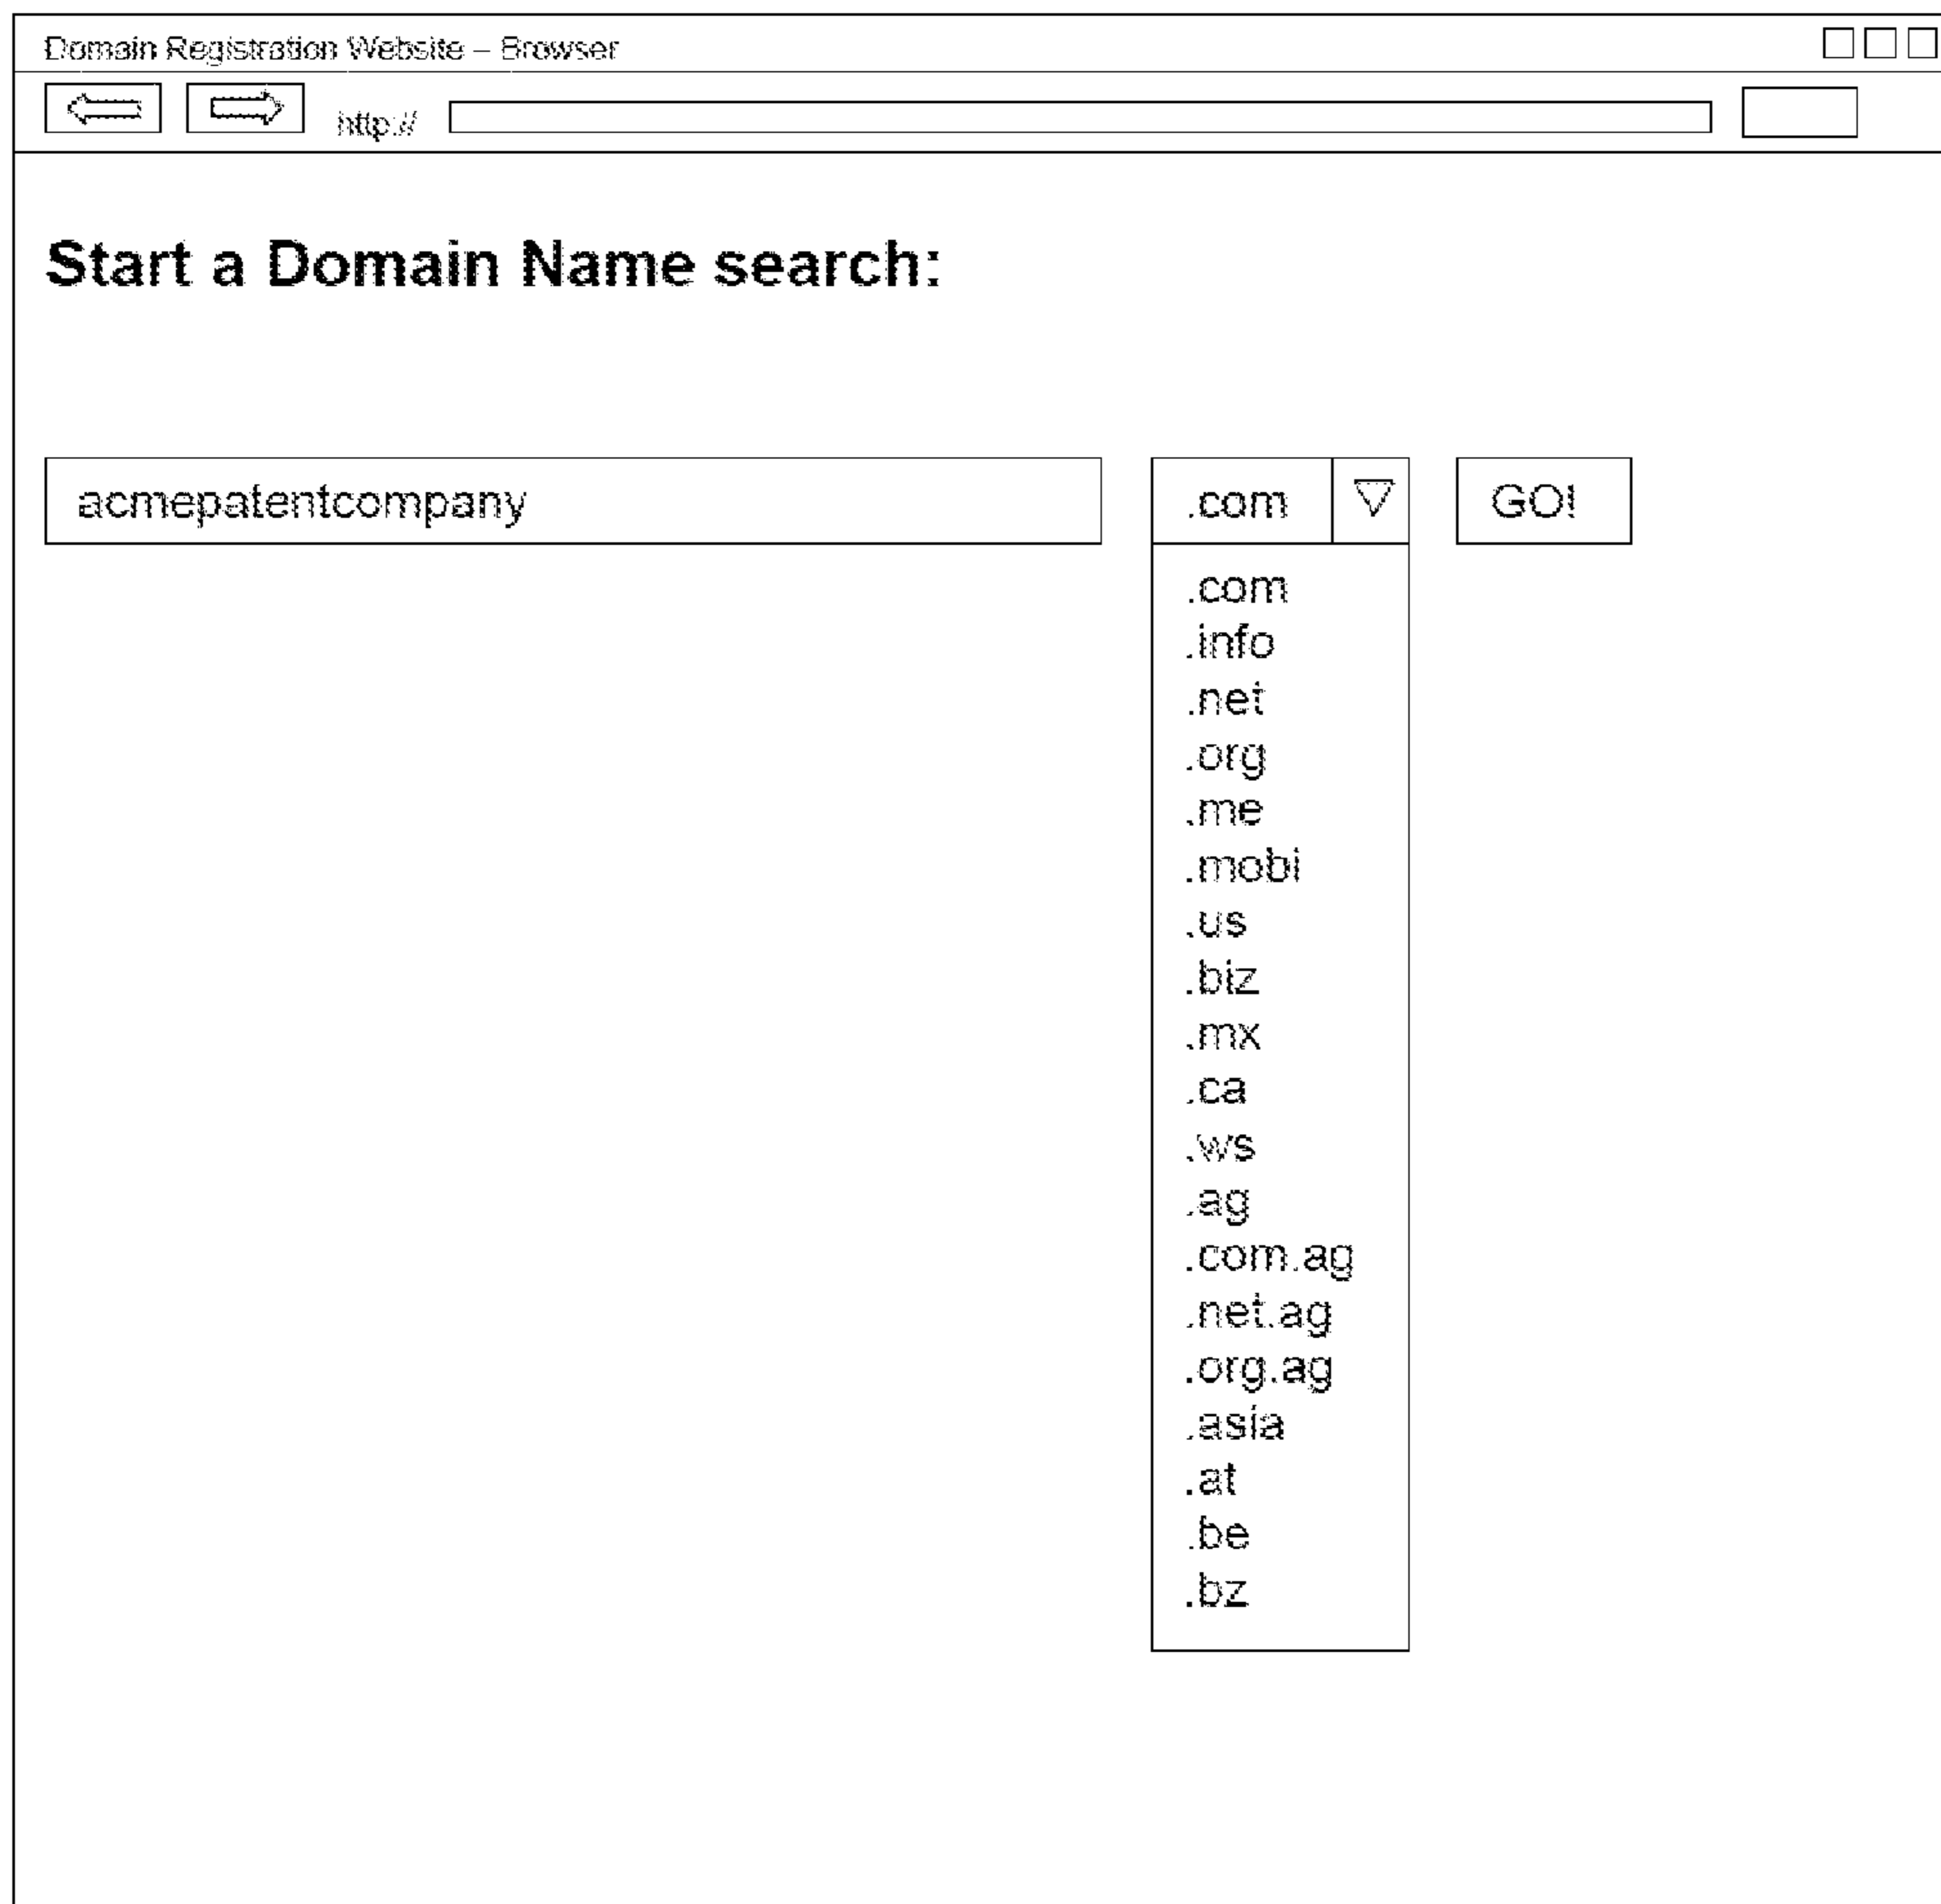 Domain Registration Website – Browser
http://
Start a Domain Name search:
acmepatentcompany .com GO!
.com
.info
.net
.org
.me
.mobi
.us
.biz
.mx
.ca
.ws
.ag
.com.ag
.net.ag
.org.ag
.asia
.at
.be
.bz